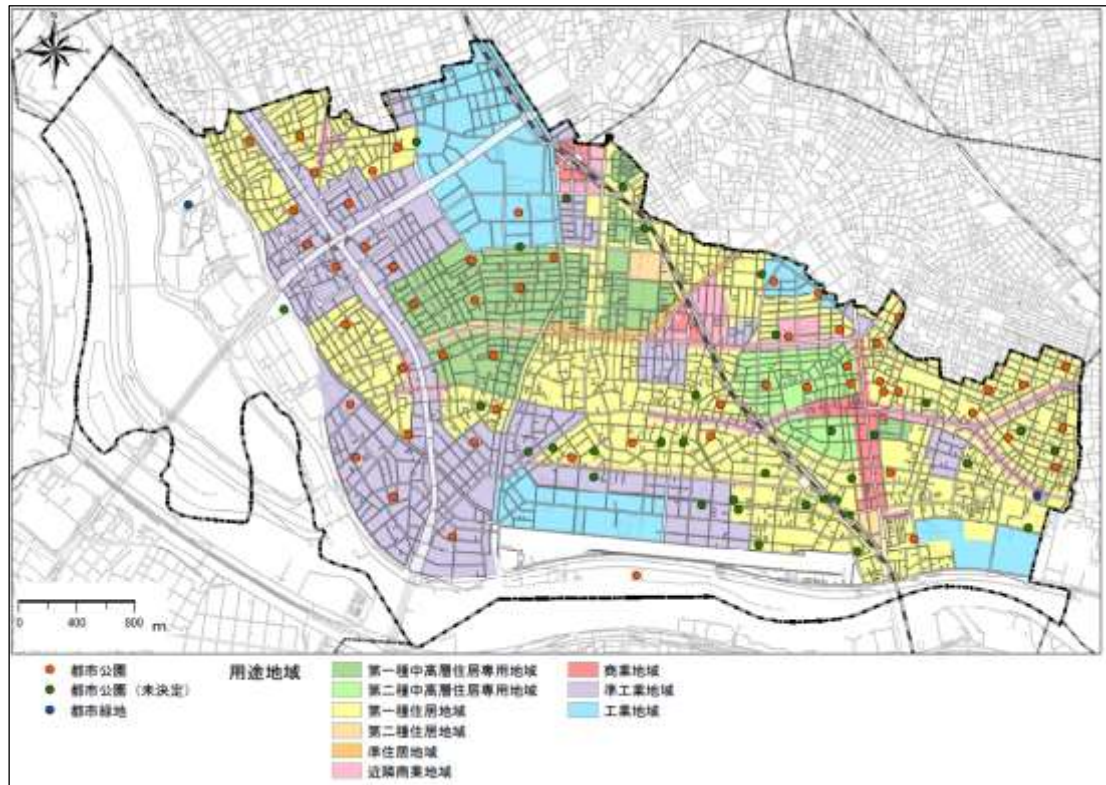 0 400 800 m
都市公園
都市公園（未決定）
都市緑地
用途地域
第一種中高層住居専用地域
第二種中高層住居専用地域
第一種住居地域
第二種住居地域
準住居地域
近隣商業地域
商業地域
準工業地域
工業地域